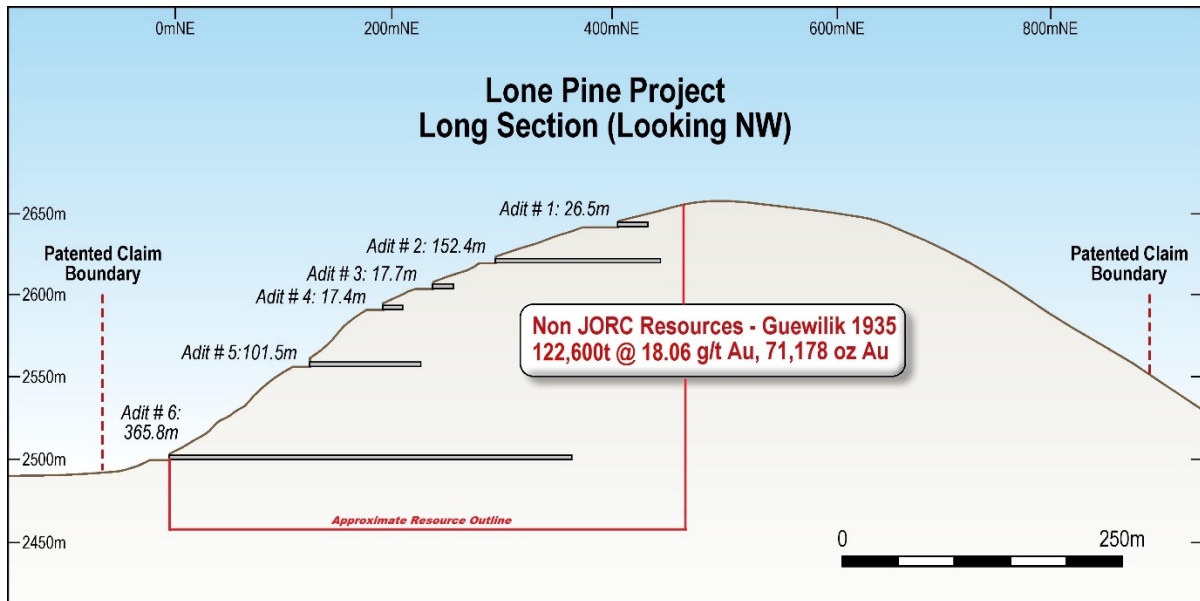 0mNE 200mNE 400mNE 600mNE 800mNE
Lone Pine Project
Long Section (Looking NW)
2650m
2600m
2550m
2500m
2450m
Patented Claim
Boundary
Adit # 1: 26.5m
Adit # 2: 152.4m
Adit # 3: 17.7m
Adit # 4: 17.4m
Adit # 5:101.5m
Adit # 6:
365.8m
Non JORC Resources - Guewilik 1935
122,600t @ 18.06 g/t Au, 71,178 oz Au
Patented Claim
Boundary
Approximate Resource Outline
0 250m